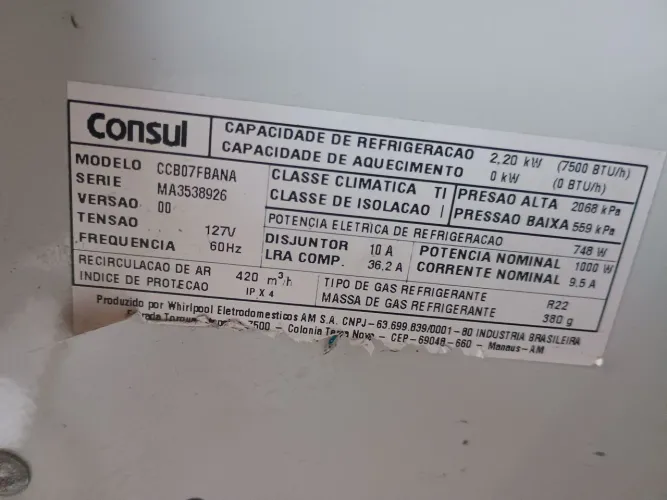 Consul
CAPACIDADE DE REFRIGERACAO 2,20 kW (7500 BTU/h)
CAPACIDADE DE AQUECIMENTO 0 kW (0 BTU/h)
MODELO CCB07FBANA
SERIE MA3538926
VERSAO 00
TENSAO 127V
FREQUENCIA 60Hz
CLASSE CLIMATICA TI
CLASSE DE ISOLACAO I
PRESAO ALTA 2068 kPa
PRESSAO BAIXA 559 kPa
POTENCIA ELETRICA DE REFRIGERACAO 748 W
DISJUNTOR 10 A
LRA COMP. 36,2 A
POTENCIA NOMINAL 1000 W
CORRENTE NOMINAL 9.5 A
RECIRCULACAO DE AR 420 m³/h
INDICE DE PROTECAO IP X 4
TIPO DE GAS REFRIGERANTE R22
MASSA DE GAS REFRIGERANTE 380 g
Produzido por Whirlpool Eletrodomesticos AM S.A. CNPJ-63.699.839/0001-80 INDUSTRIA BRASILEIRA
7500 - Colonia Terra Nova - CEP-69048-660 - Manaus-AM